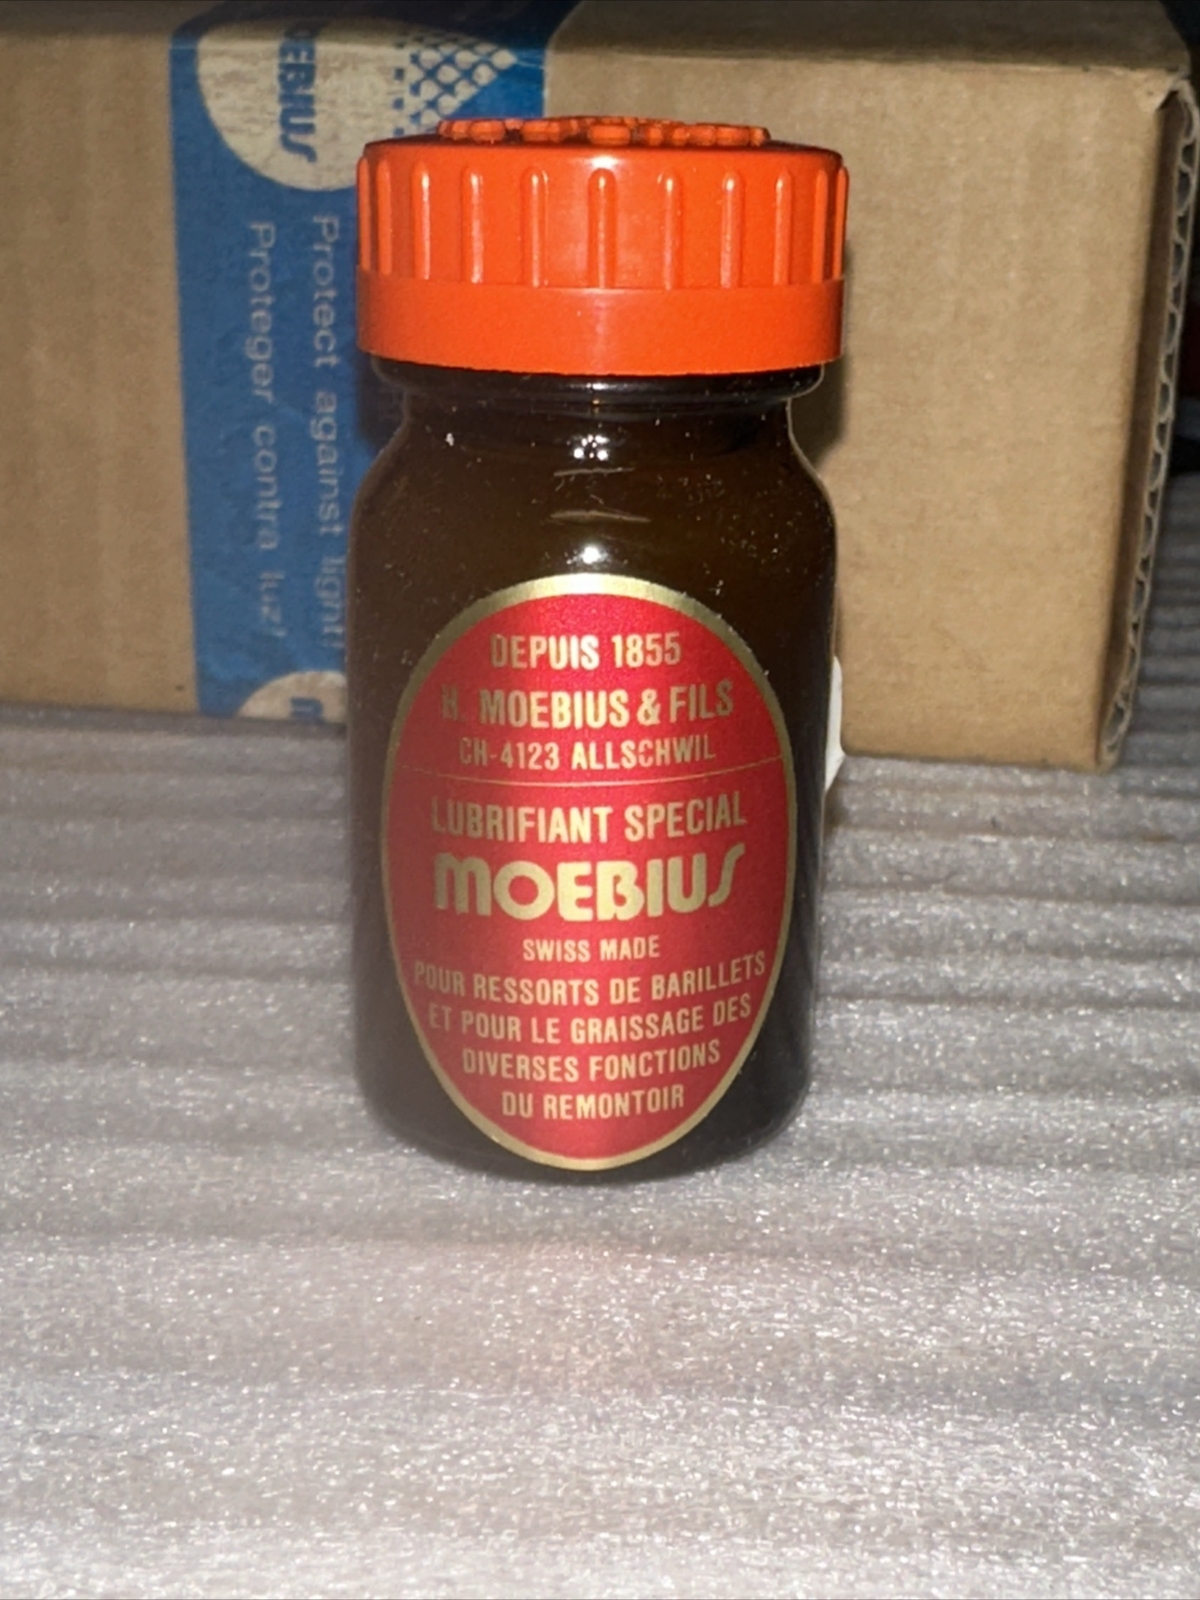 MOEBIUS
Protect against light!
Proteger contra luz!
DEPUIS 1855
H. MOEBIUS & FILS
CH-4123 ALLSCHWIL
LUBRIFIANT SPECIAL
MOEBIUS
SWISS MADE
POUR RESSORTS DE BARILLETS
ET POUR LE GRAISSAGE DES
DIVERSES FONCTIONS
DU REMONTOIR